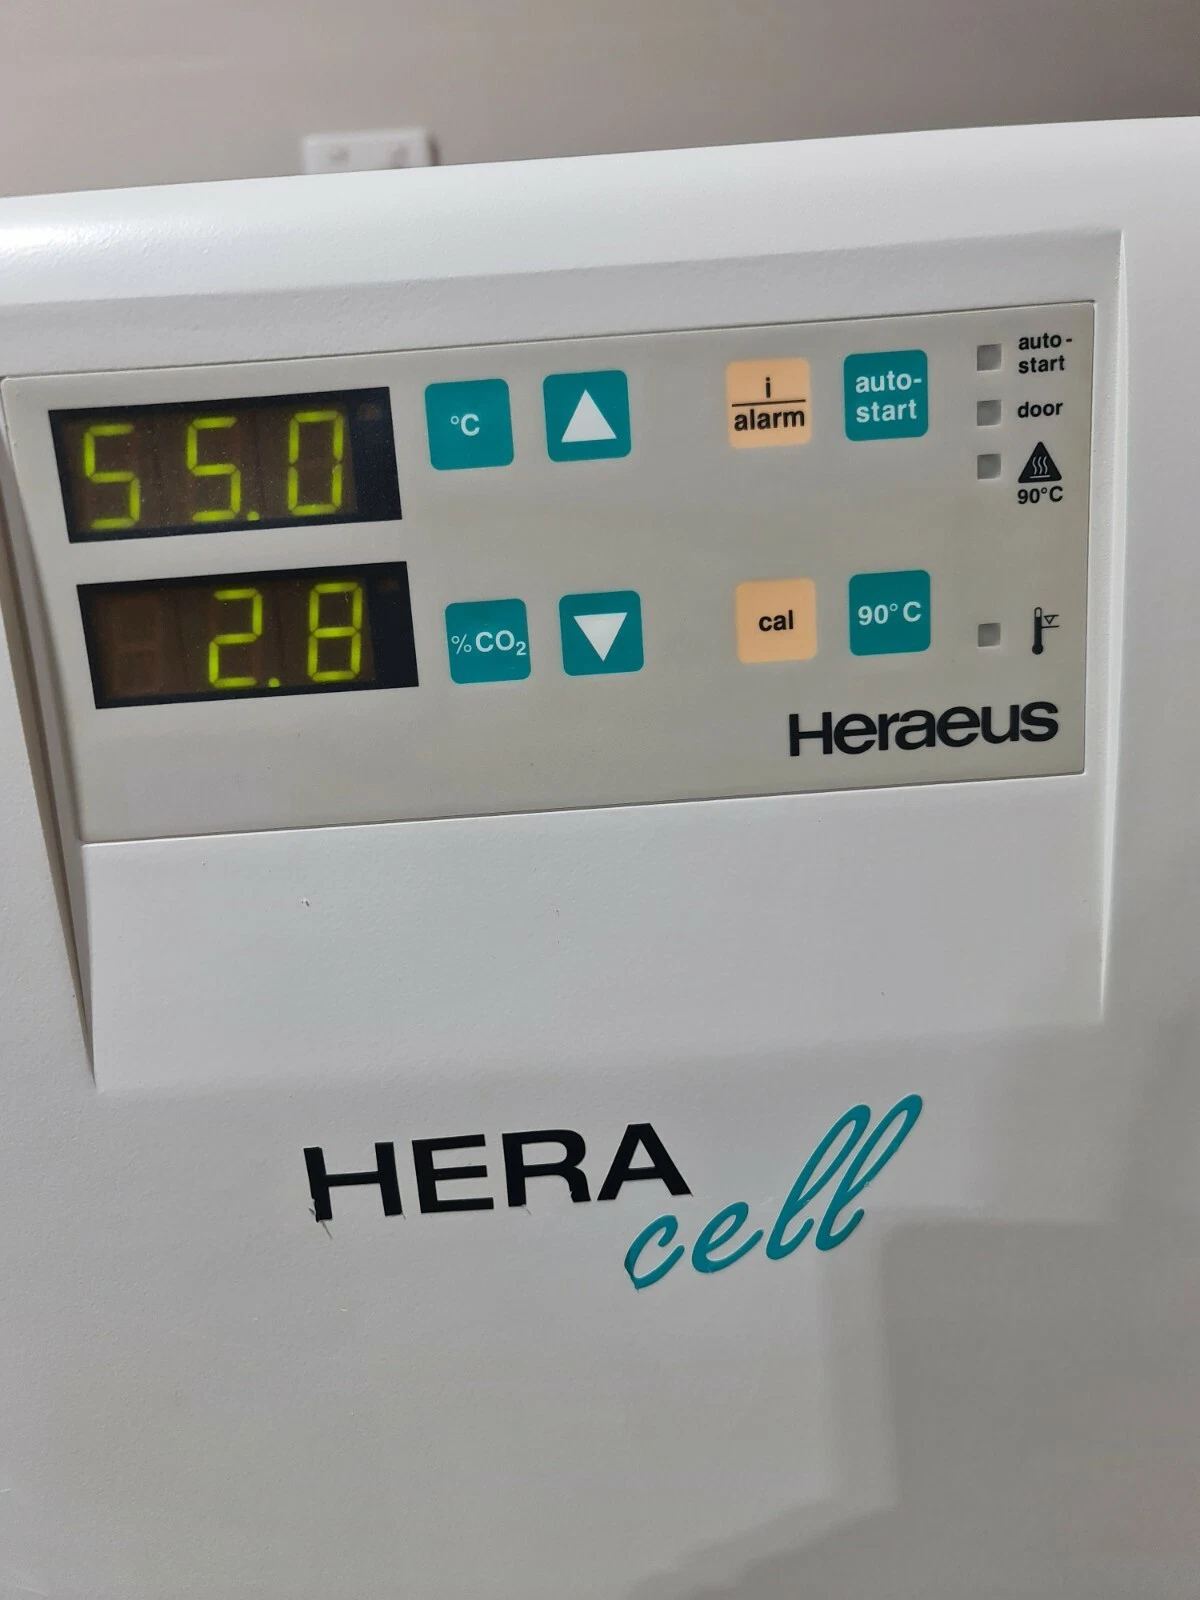 55.0
°C
i
alarm
auto-
start
auto-
start
door
90°C
2.8
%CO₂
cal
90°C
Heraeus
HERA
cell